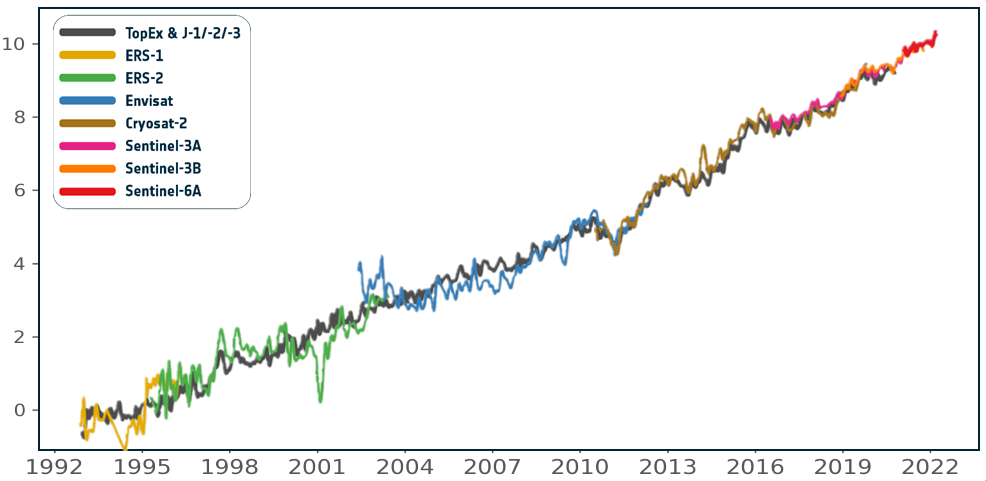 TopEx & J-1/-2/-3
ERS-1
ERS-2
Envisat
Cryosat-2
Sentinel-3A
Sentinel-3B
Sentinel-6A
10
8
6
4
2
0
1992 1995 1998 2001 2004 2007 2010 2013 2016 2019 2022